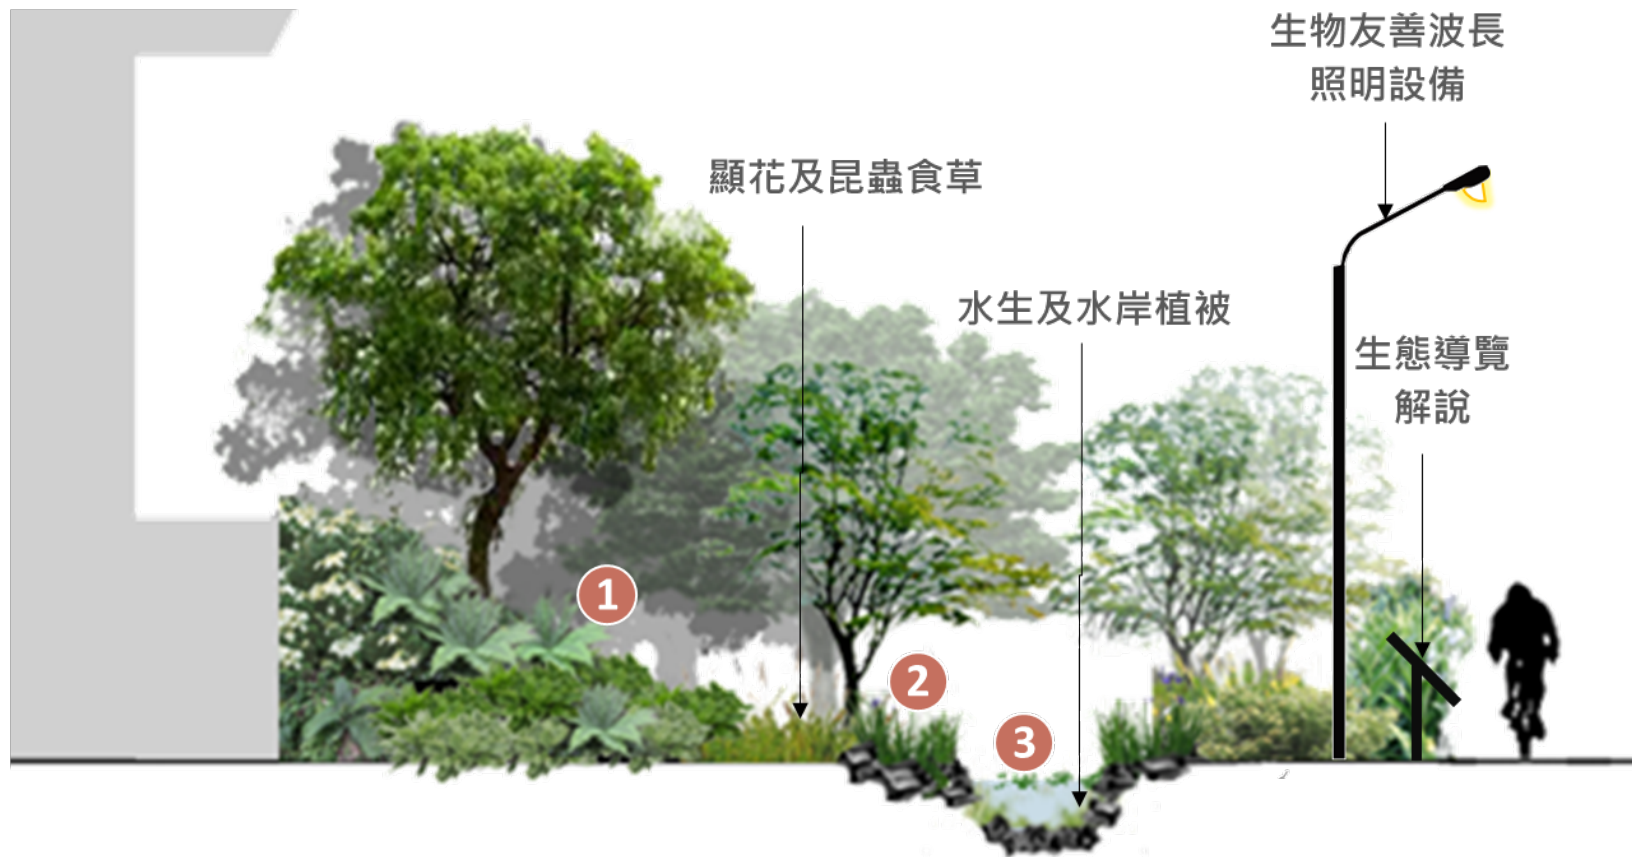 生物友善波長
照明設備
顯花及昆蟲食草
水生及水岸植被
生態導覽
解說
1
2
3